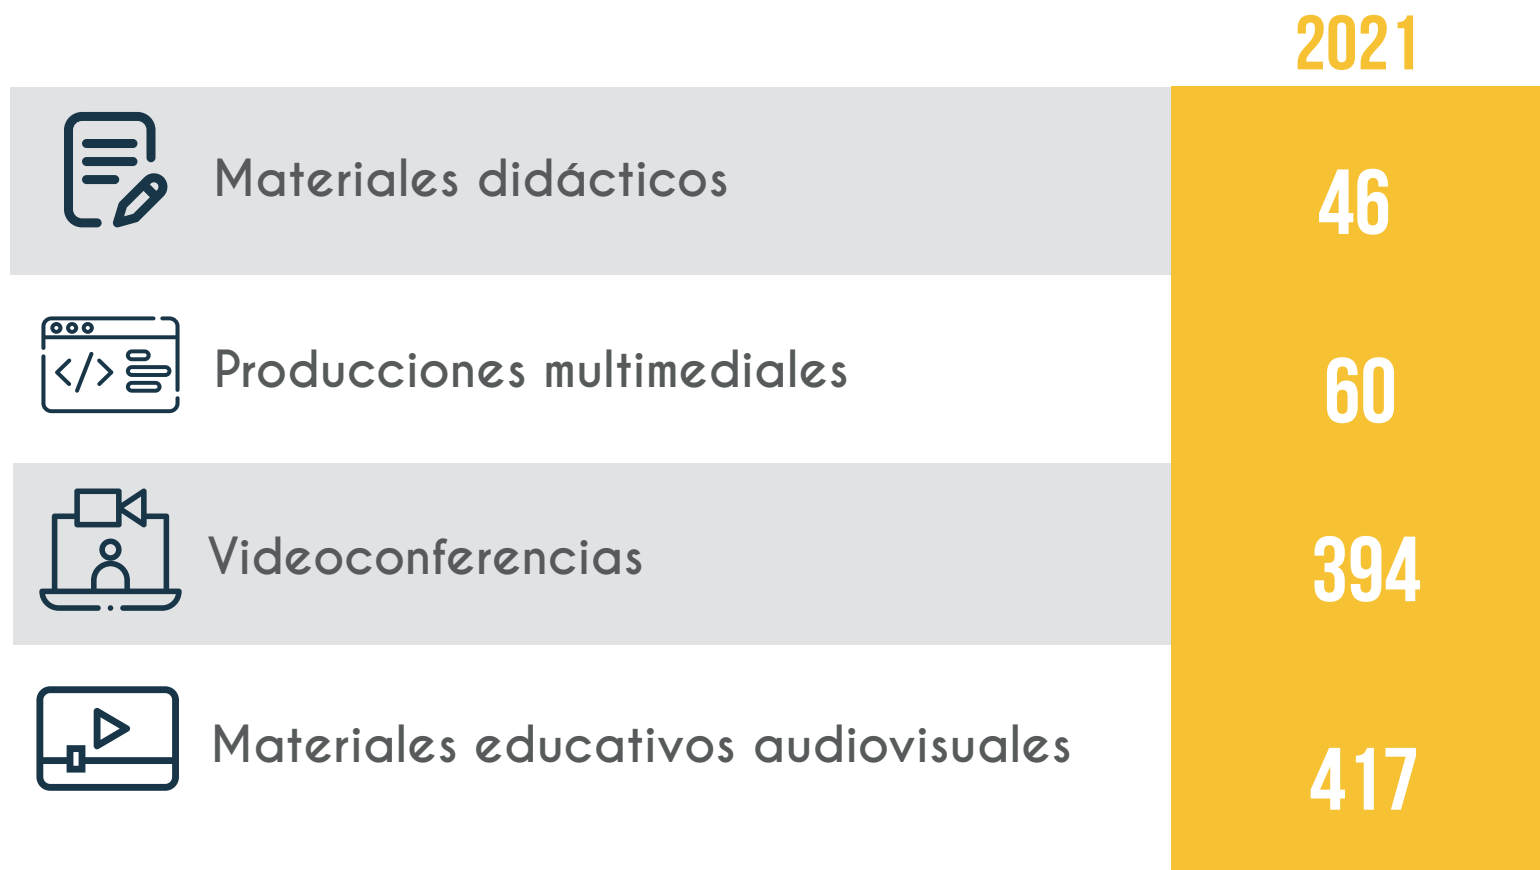 2021
Materiales didácticos 46
Producciones multimediales 60
Videoconferencias 394
Materiales educativos audiovisuales 417